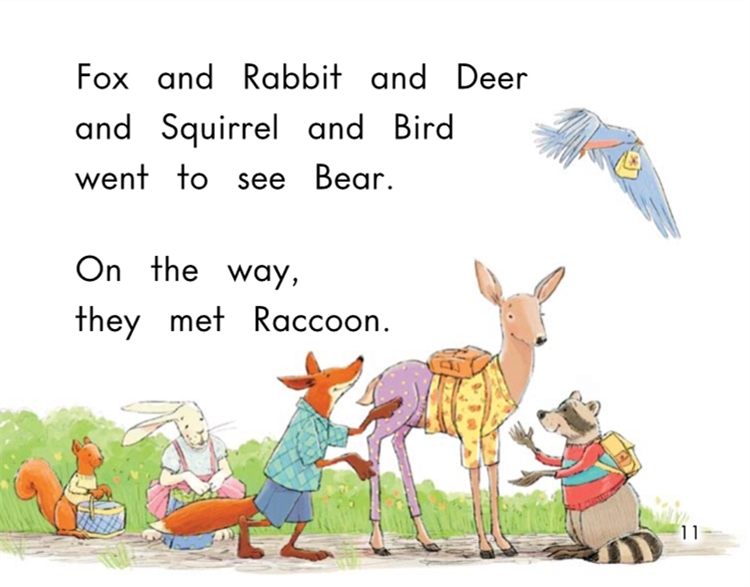 Fox and Rabbit and Deer
and Squirrel and Bird
went to see Bear.
On the way,
they met Raccoon.
11